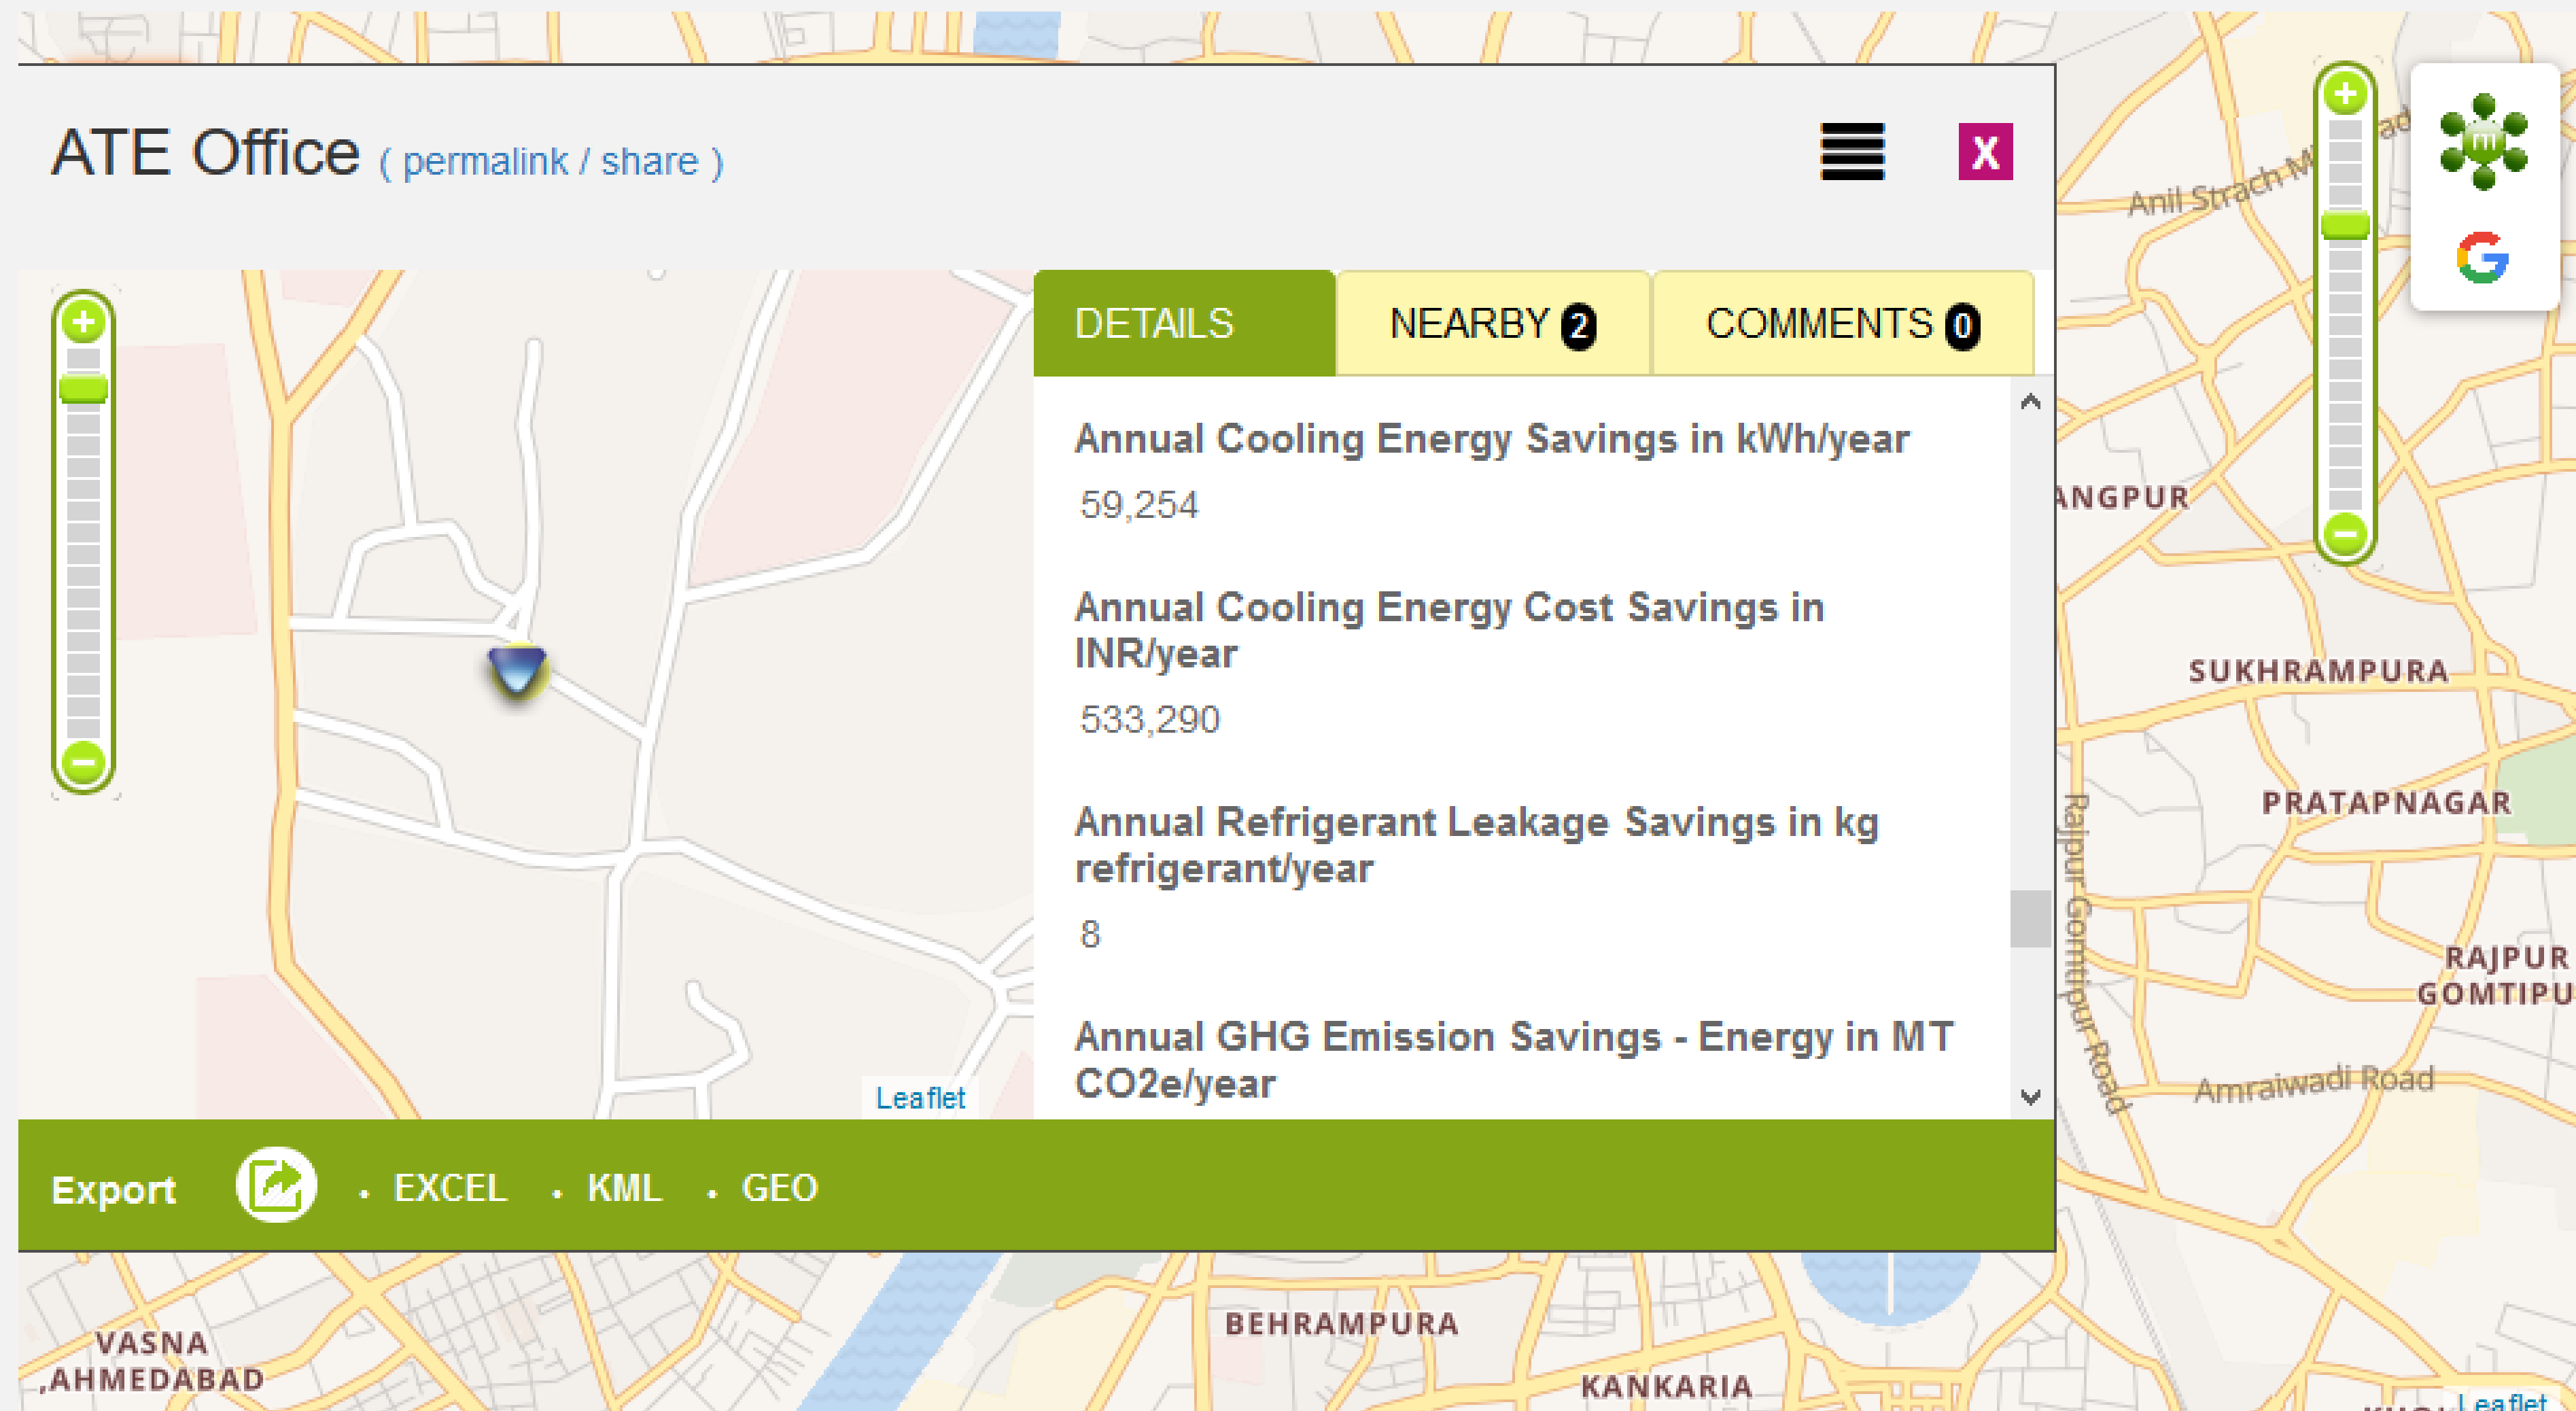 ATE Office ( permalink / share )
X
DETAILS
NEARBY 2
COMMENTS 0
Annual Cooling Energy Savings in kWh/year
59,254
Annual Cooling Energy Cost Savings in
INR/year
533,290
Annual Refrigerant Leakage Savings in kg
refrigerant/year
8
Annual GHG Emission Savings - Energy in MT
CO2e/year
Leaflet
Export
• EXCEL • KML • GEO
m
G
Anil Strach
ANGPUR
SUKHRAMPURA
PRATAPNAGAR
Rajpur Gomtipur Road
RAJPUR
GOMTIPU
Amraiwadi Road
VASNA
,AHMEDABAD
BEHRAMPURA
KANKARIA
Leaflet